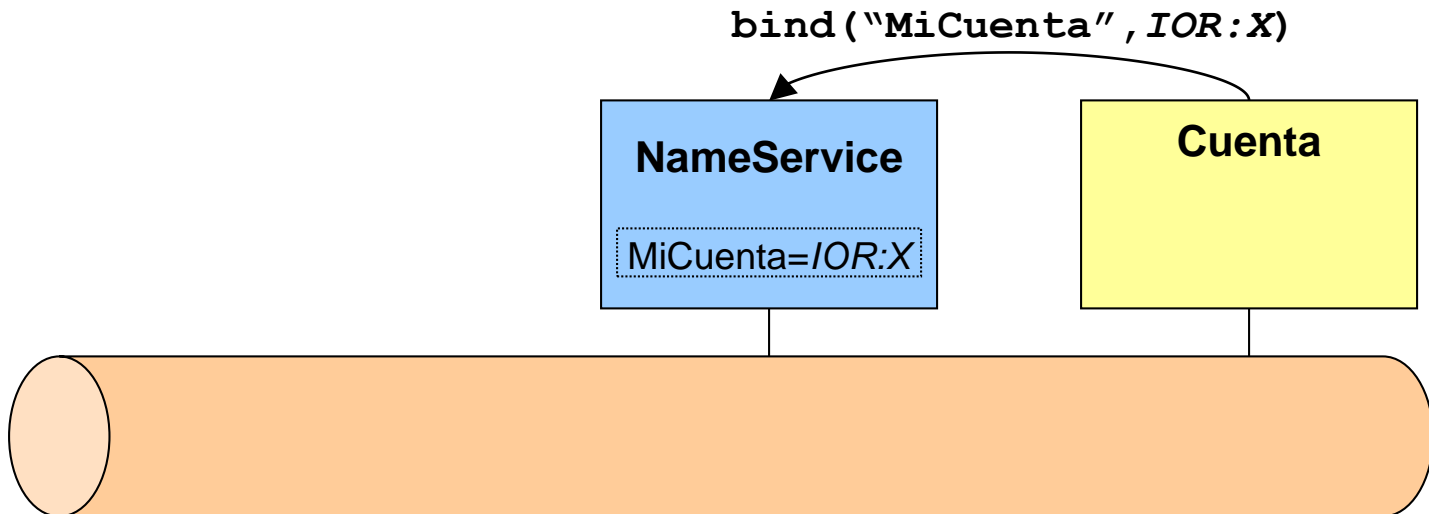 bind(“MiCuenta”,IOR:X)
NameService
Cuenta
MiCuenta=IOR:X